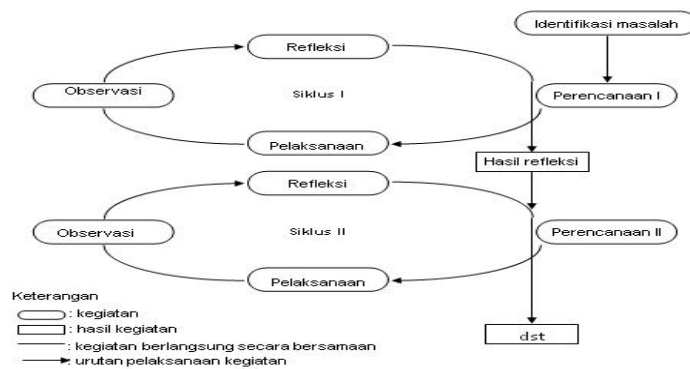 Identifikasi masalah
Refleksi
Observasi
Siklus I
Perencanaan I
Pelaksanaan
Hasil refleksi
Refleksi
Observasi
Siklus II
Perencanaan II
Pelaksanaan
Keterangan
: kegiatan
: hasil kegiatan
: kegiatan berlangsung secara bersamaan
: urutan pelaksanaan kegiatan
dst